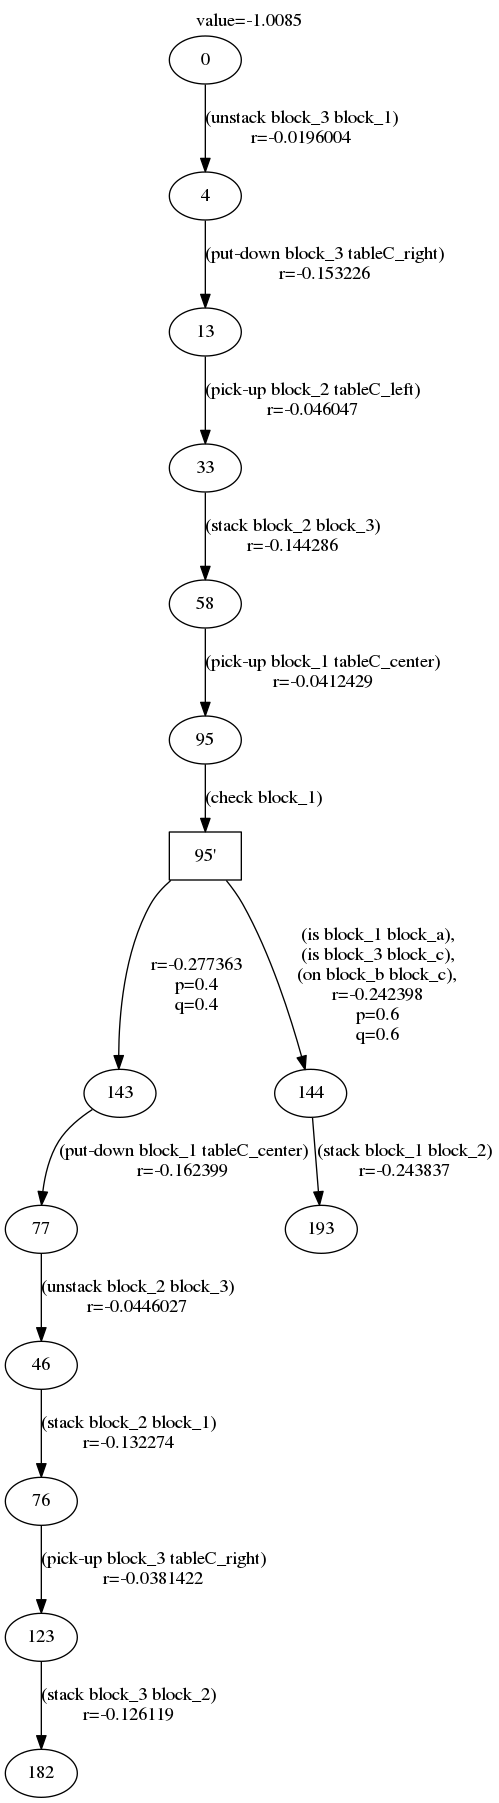 value=-1.0085
0
(unstack block_3 block_1)
r=-0.0196004
4
(put-down block_3 tableC_right)
r=-0.153226
13
(pick-up block_2 tableC_left)
r=-0.046047
33
(stack block_2 block_3)
r=-0.144286
58
(pick-up block_1 tableC_center)
r=-0.0412429
95
(check block_1)
95'
r=-0.277363
p=0.4
q=0.4
(is block_1 block_a),
(is block_3 block_c),
(on block_b block_c),
r=-0.242398
p=0.6
q=0.6
143
144
(put-down block_1 tableC_center)
r=-0.162399
(stack block_1 block_2)
r=-0.243837
77
193
(unstack block_2 block_3)
r=-0.0446027
46
(stack block_2 block_1)
r=-0.132274
76
(pick-up block_3 tableC_right)
r=-0.0381422
123
(stack block_3 block_2)
r=-0.126119
182